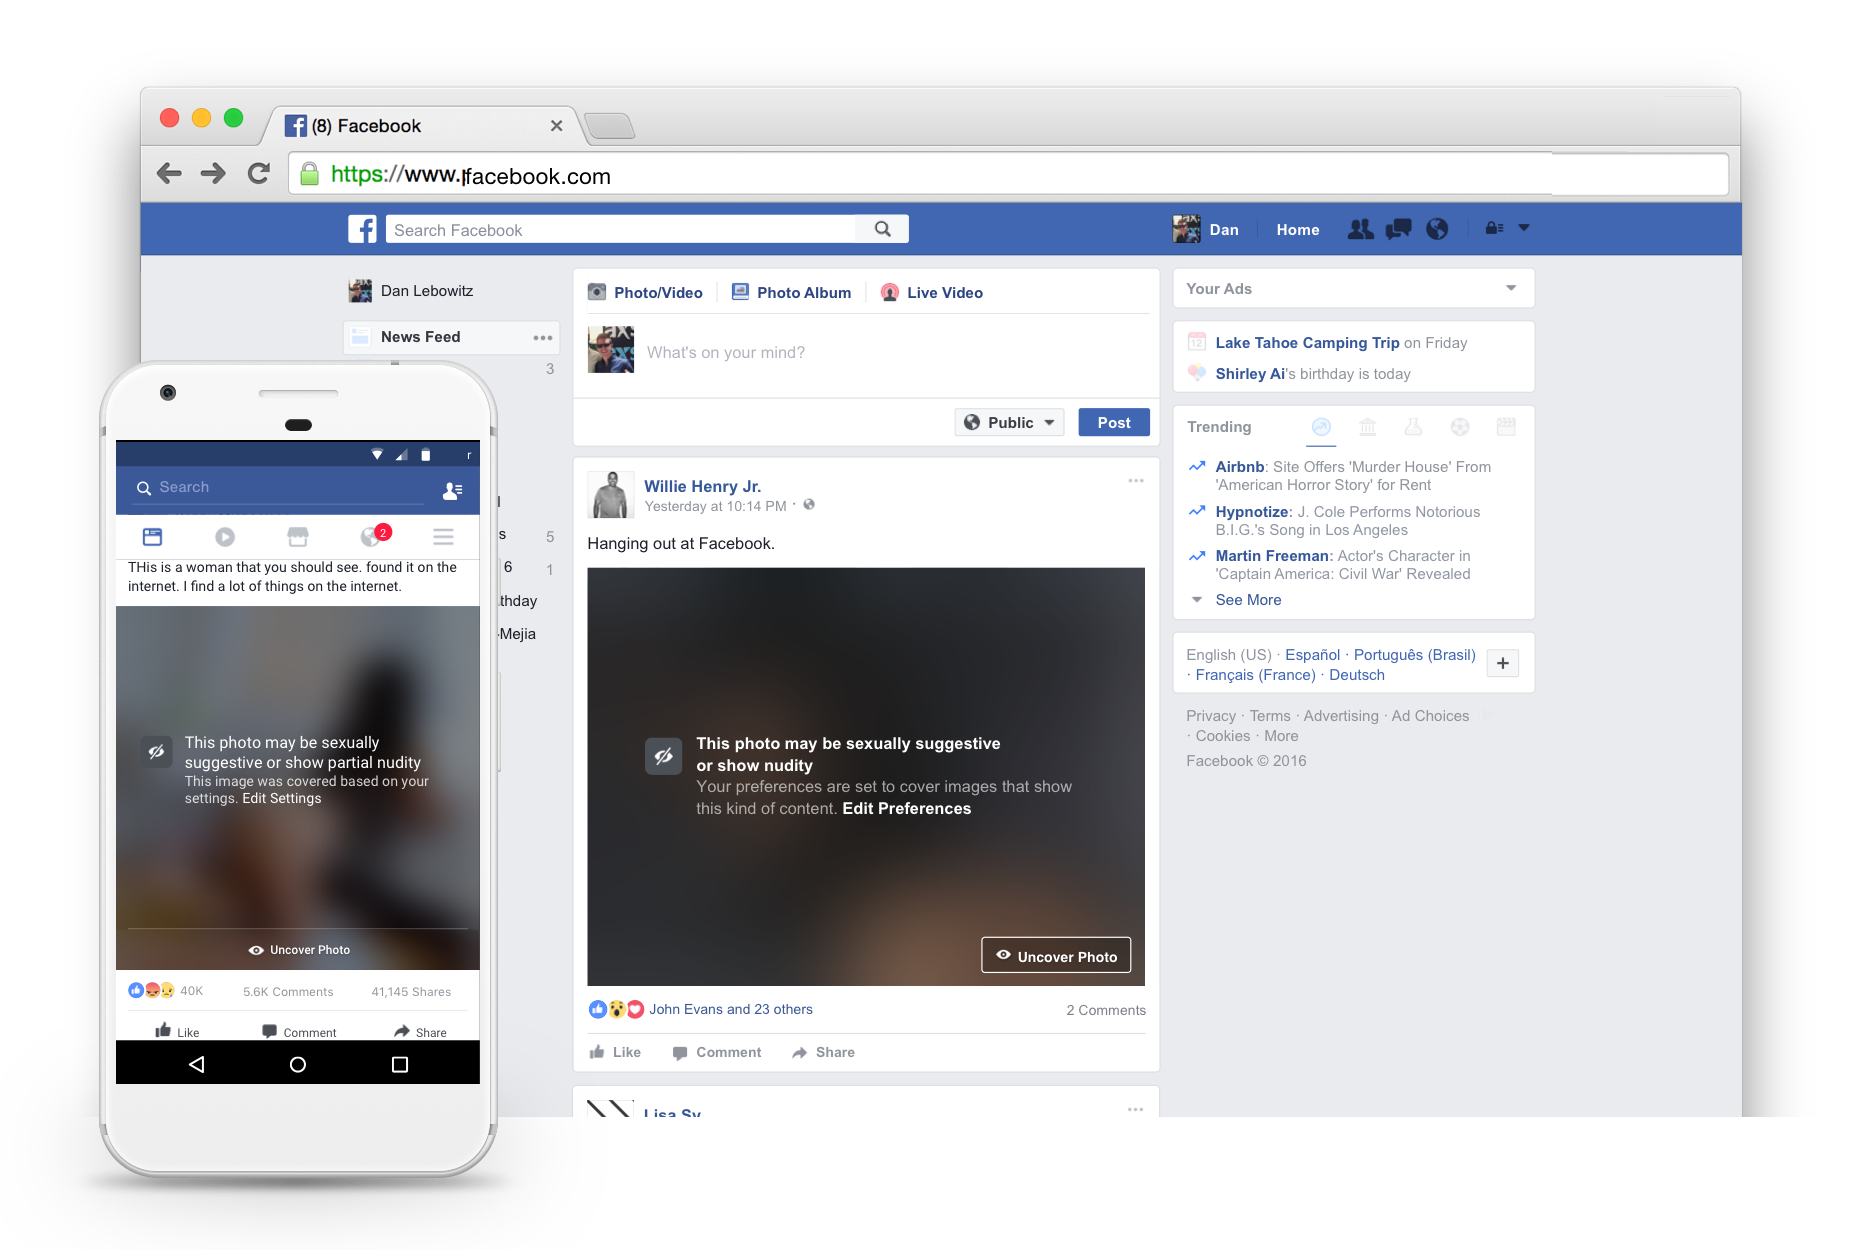 (8) Facebook
https://www.facebook.com
Search Facebook
Dan
Home
Dan Lebowitz
News Feed
3
s
5
6
1
thday
-Mejia
Photo/Video
Photo Album
Live Video
What's on your mind?
Public
Post
Willie Henry Jr.
Yesterday at 10:14 PM ·
Hanging out at Facebook.
This photo may be sexually suggestive
or show nudity
Your preferences are set to cover images that show
this kind of content. Edit Preferences
Uncover Photo
John Evans and 23 others
2 Comments
Like
Comment
Share
Lisa Sy
Your Ads
12
Lake Tahoe Camping Trip on Friday
Shirley Ai's birthday is today
Trending
Airbnb: Site Offers 'Murder House' From
'American Horror Story' for Rent
Hypnotize: J. Cole Performs Notorious
B.I.G.'s Song in Los Angeles
Martin Freeman: Actor's Character in
'Captain America: Civil War' Revealed
See More
English (US) · Español · Português (Brasil)
· Français (France) · Deutsch
+
Privacy · Terms · Advertising · Ad Choices
· Cookies · More
Facebook © 2016
r
Search
2
THis is a woman that you should see. found it on the
internet. I find a lot of things on the internet.
This photo may be sexually
suggestive or show partial nudity
This image was covered based on your
settings. Edit Settings
Uncover Photo
40K
5.6K Comments
41,145 Shares
Like
Comment
Share